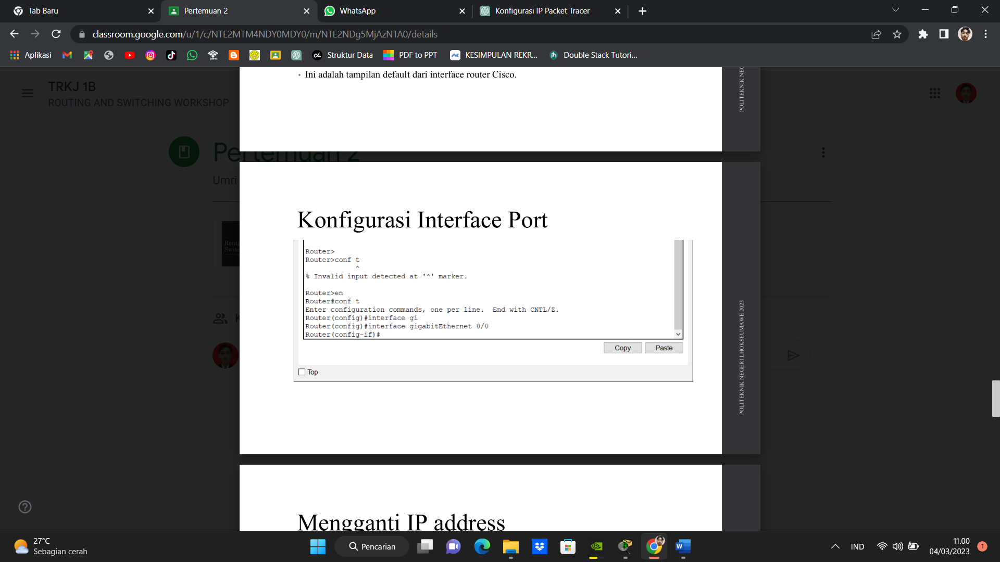 Tab Baru
Pertemuan 2
WhatsApp
Konfigurasi IP Packet Tracer
classroom.google.com/u/1/c/NTE2MTM4NDY0MDY0/m/NTE2NDg5MjAzNTA0/details
Aplikasi
Struktur Data
PDF to PPT
KESIMPULAN REKR...
Double Stack Tutori...
TRKJ 1B
ROUTING AND SWITCHING WORKSHOP
• Ini adalah tampilan default dari interface router Cisco.
POLITEKNIK NEG
Pertemuan 2
Umri
Konfigurasi Interface Port
Router>
Router>conf t
^
% Invalid input detected at '^' marker.
Router>en
Router#conf t
Enter configuration commands, one per line.  End with CNTL/Z.
Router(config)#interface gi
Router(config)#interface gigabitEthernet 0/0
Router(config-if)#
Copy
Paste
Top
POLITEKNIK NEGERI LHOKSEUMAWE 2023
Mengganti IP address
27°C
Sebagian cerah
Pencarian
IND
11.00
04/03/2023
1